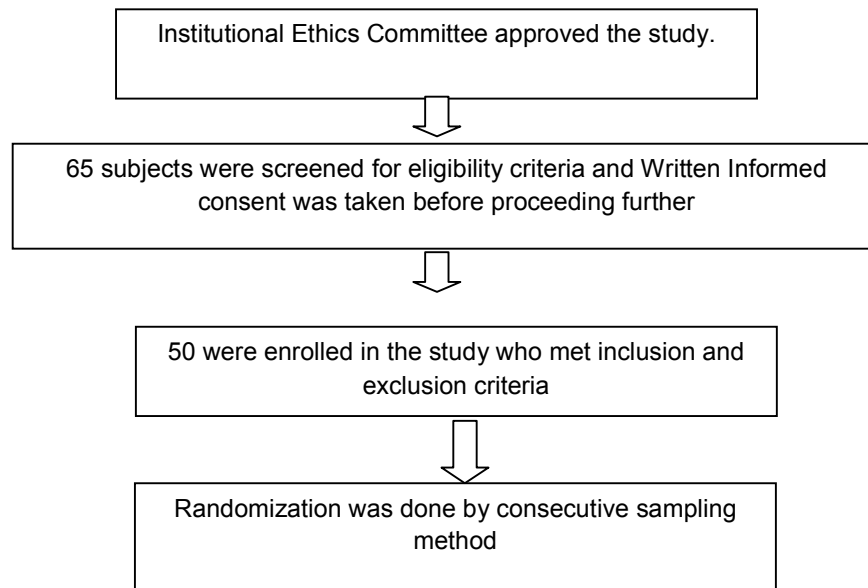 Institutional Ethics Committee approved the study.
65 subjects were screened for eligibility criteria and Written Informed
consent was taken before proceeding further
50 were enrolled in the study who met inclusion and
exclusion criteria
Randomization was done by consecutive sampling
method